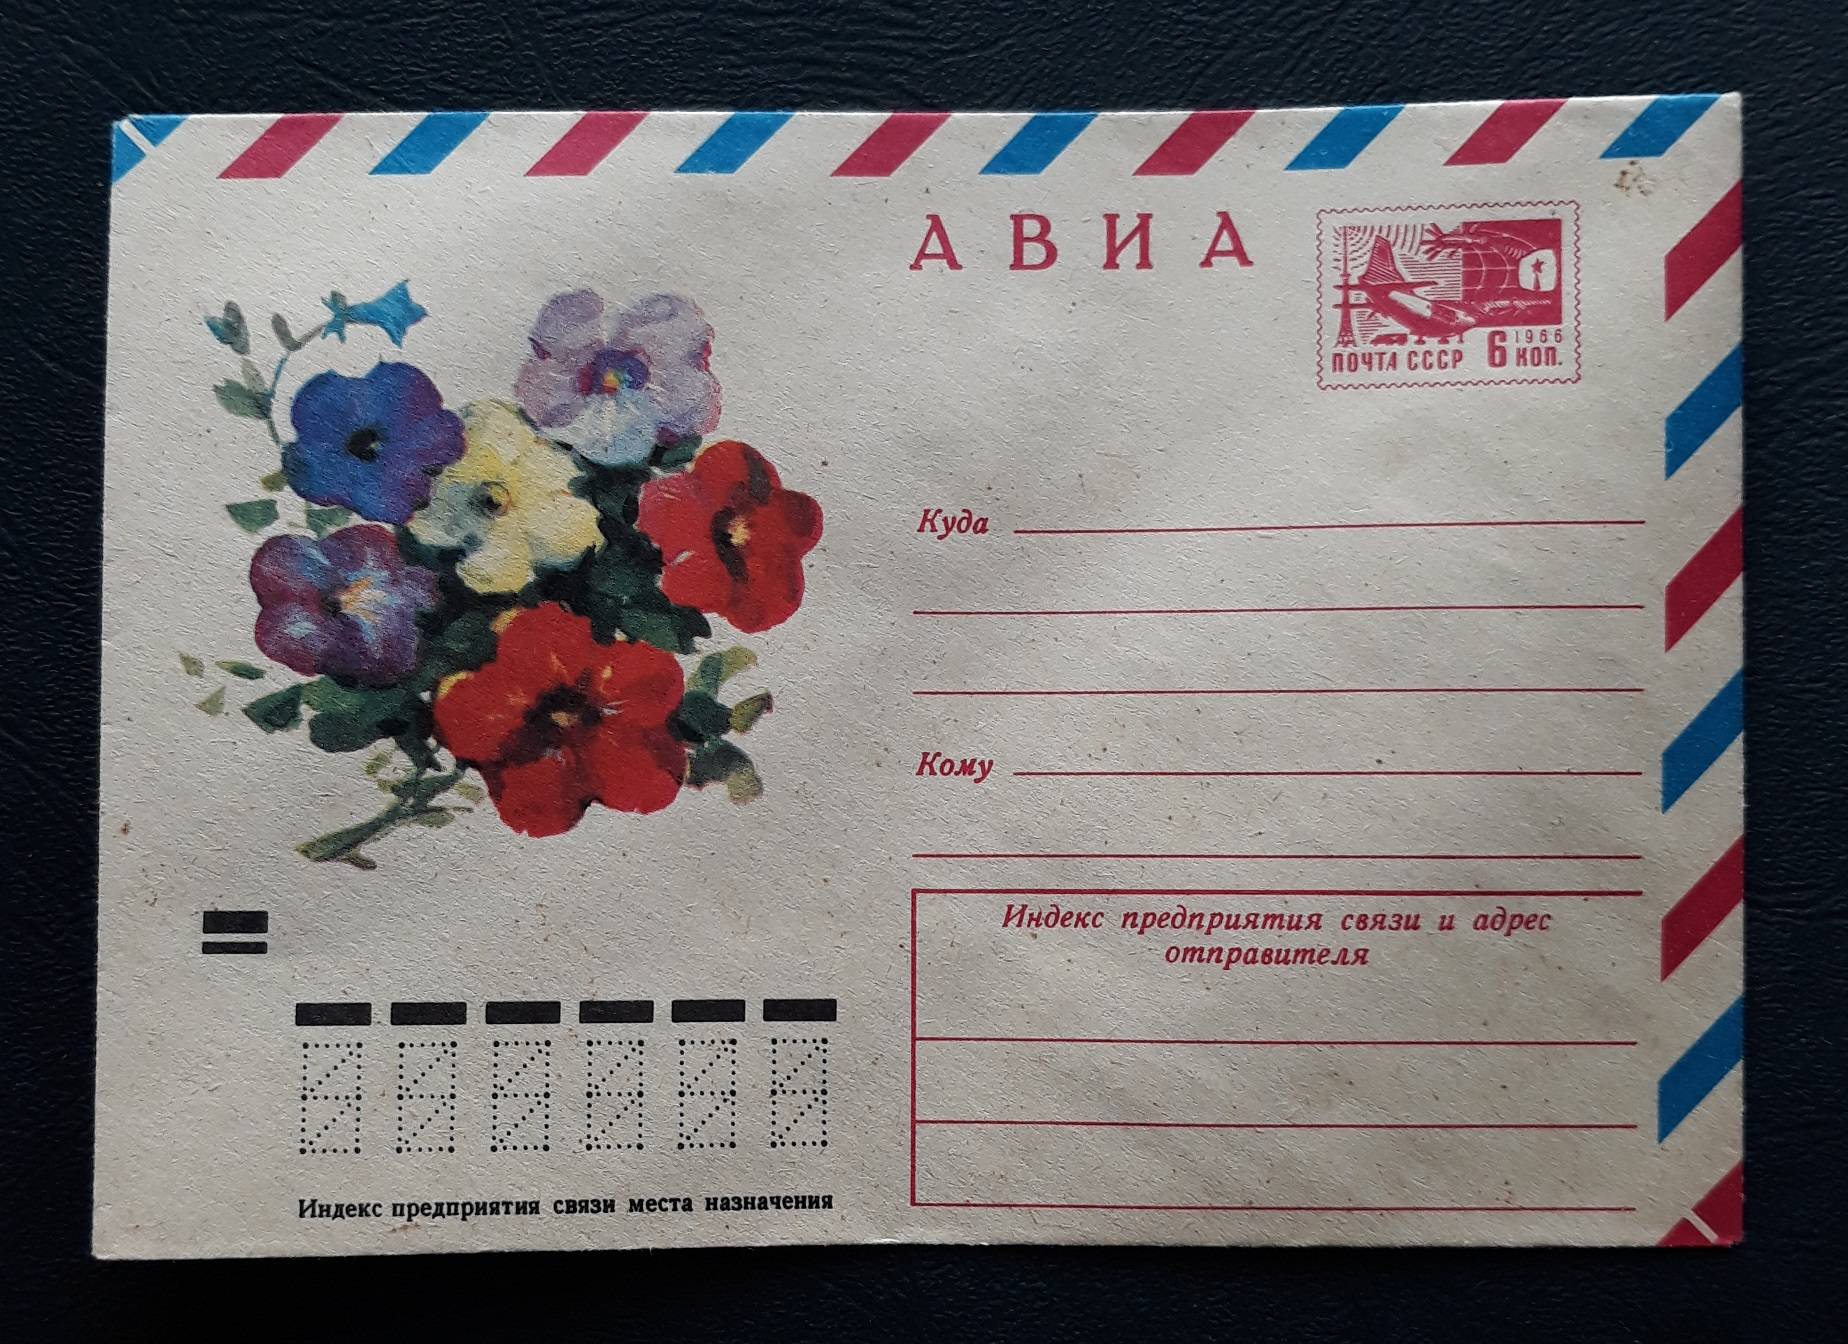 АВИА
1966
ПОЧТА СССР 6 КОП.
Куда
Кому
Индекс предприятия связи и адрес
отправителя
Индекс предприятия связи места назначения